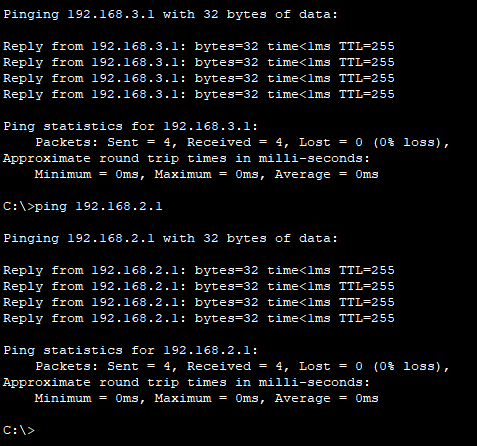 Pinging 192.168.3.1 with 32 bytes of data:
Reply from 192.168.3.1: bytes=32 time<1ms TTL=255
Reply from 192.168.3.1: bytes=32 time<1ms TTL=255
Reply from 192.168.3.1: bytes=32 time<1ms TTL=255
Reply from 192.168.3.1: bytes=32 time<1ms TTL=255
Ping statistics for 192.168.3.1:
    Packets: Sent = 4, Received = 4, Lost = 0 (0% loss),
Approximate round trip times in milli-seconds:
    Minimum = 0ms, Maximum = 0ms, Average = 0ms
C:\>ping 192.168.2.1
Pinging 192.168.2.1 with 32 bytes of data:
Reply from 192.168.2.1: bytes=32 time<1ms TTL=255
Reply from 192.168.2.1: bytes=32 time<1ms TTL=255
Reply from 192.168.2.1: bytes=32 time<1ms TTL=255
Reply from 192.168.2.1: bytes=32 time<1ms TTL=255
Ping statistics for 192.168.2.1:
    Packets: Sent = 4, Received = 4, Lost = 0 (0% loss),
Approximate round trip times in milli-seconds:
    Minimum = 0ms, Maximum = 0ms, Average = 0ms
C:\>